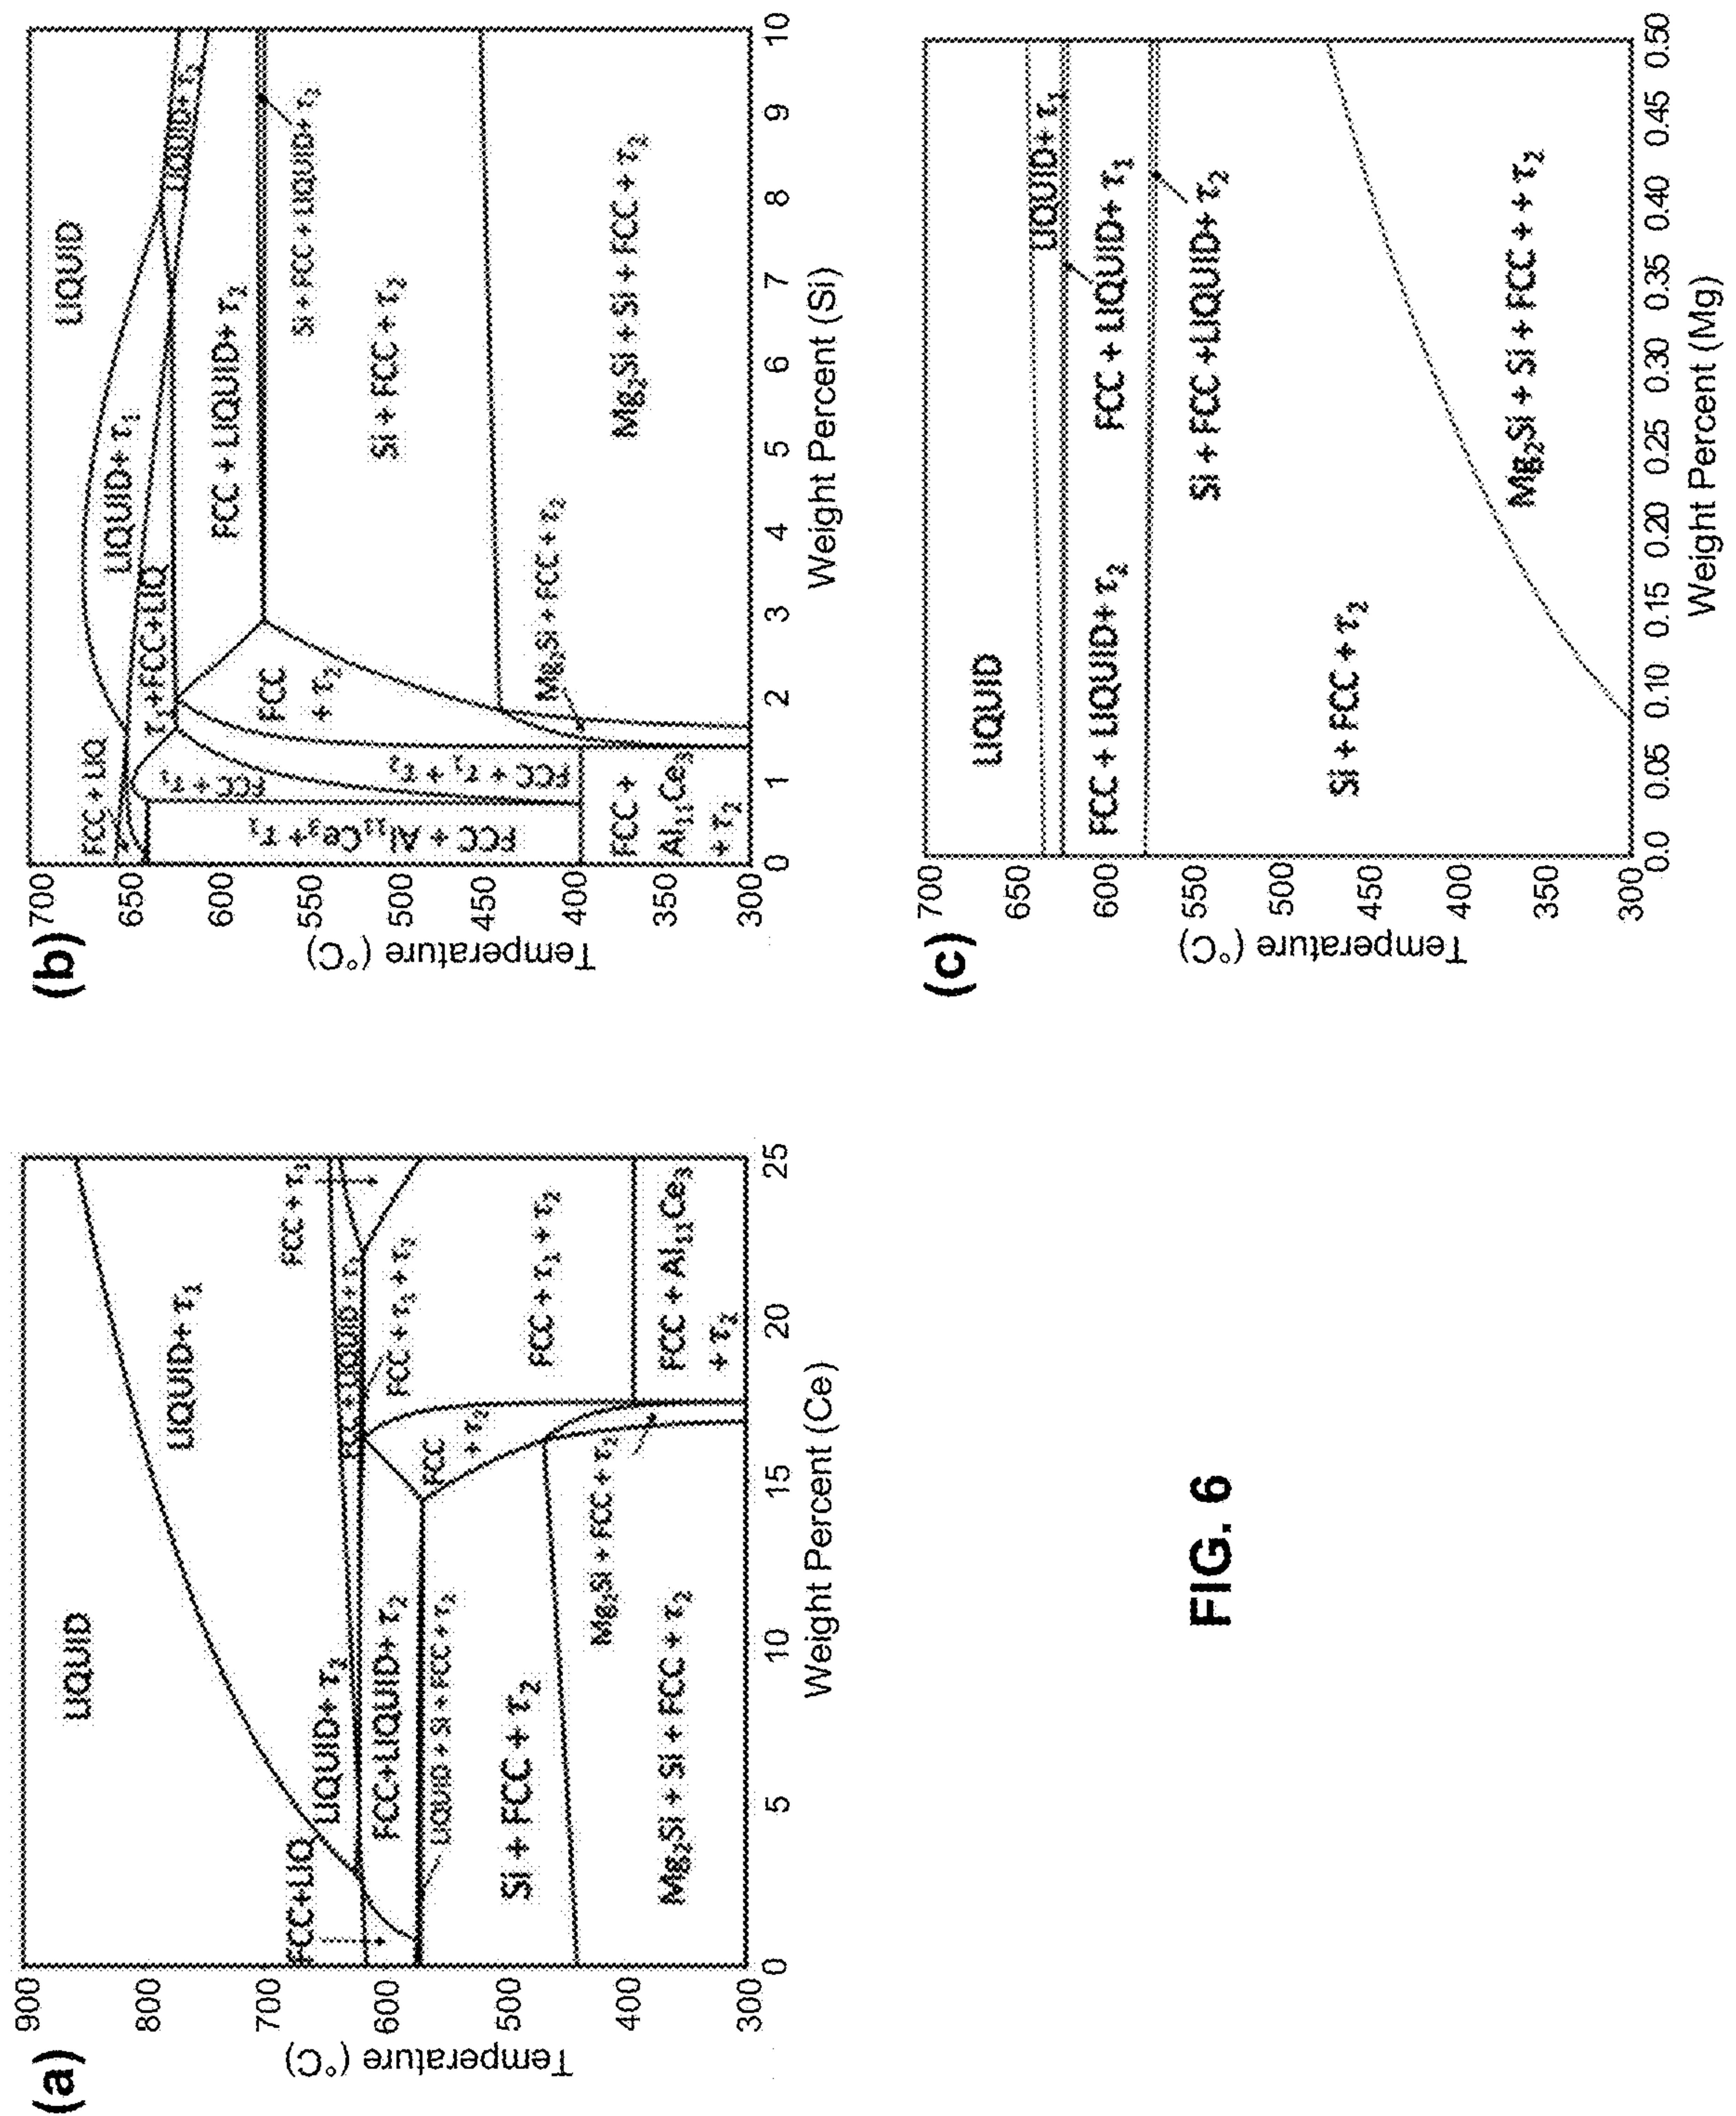 (a)
Temperature (°C)
900
800
700
600
500
400
300
LIQUID
LIQUID+ τ1
FCC+LIQ
LIQUID+ τ2
FCC + τ1
FCC + LIQUID + τ1
FCC+LIQUID+ τ2
FCC + τ1 + τ2
LIQUID + Si + FCC + τ2
FCC
+ τ2
FCC + τ1 + τ2
Si + FCC + τ2
Mg2Si + FCC + τ2
Mg2Si + Si + FCC + τ2
FCC + Al11Ce3
+ τ2
0
5
10
15
20
25
Weight Percent (Ce)
(b)
Temperature (°C)
700
650
600
550
500
450
400
350
300
LIQUID
FCC + LIQ
LIQUID+ τ1
LIQUID+ τ2
τ1+FCC+LIQ
FCC + τ1
FCC + LIQUID+ τ2
FCC
+ τ2
Si + FCC + LIQUID+ τ2
FCC + τ1 + τ2
FCC + Al11Ce3 + τ1
Si + FCC + τ2
Mg2Si + FCC + τ2
FCC +
Al11Ce3
+ τ2
Mg2Si + Si + FCC + τ2
0
1
2
3
4
5
6
7
8
9
10
Weight Percent (Si)
(c)
Temperature (°C)
700
650
600
550
500
450
400
350
300
LIQUID
LIQUID+ τ1
FCC + LIQUID+ τ2
FCC + LIQUID+ τ1
Si + FCC +LIQUID+ τ2
Si + FCC + τ2
Mg2Si + Si + FCC + + τ2
0.0
0.05
0.10
0.15
0.20
0.25
0.30
0.35
0.40
0.45
0.50
Weight Percent (Mg)
FIG. 6